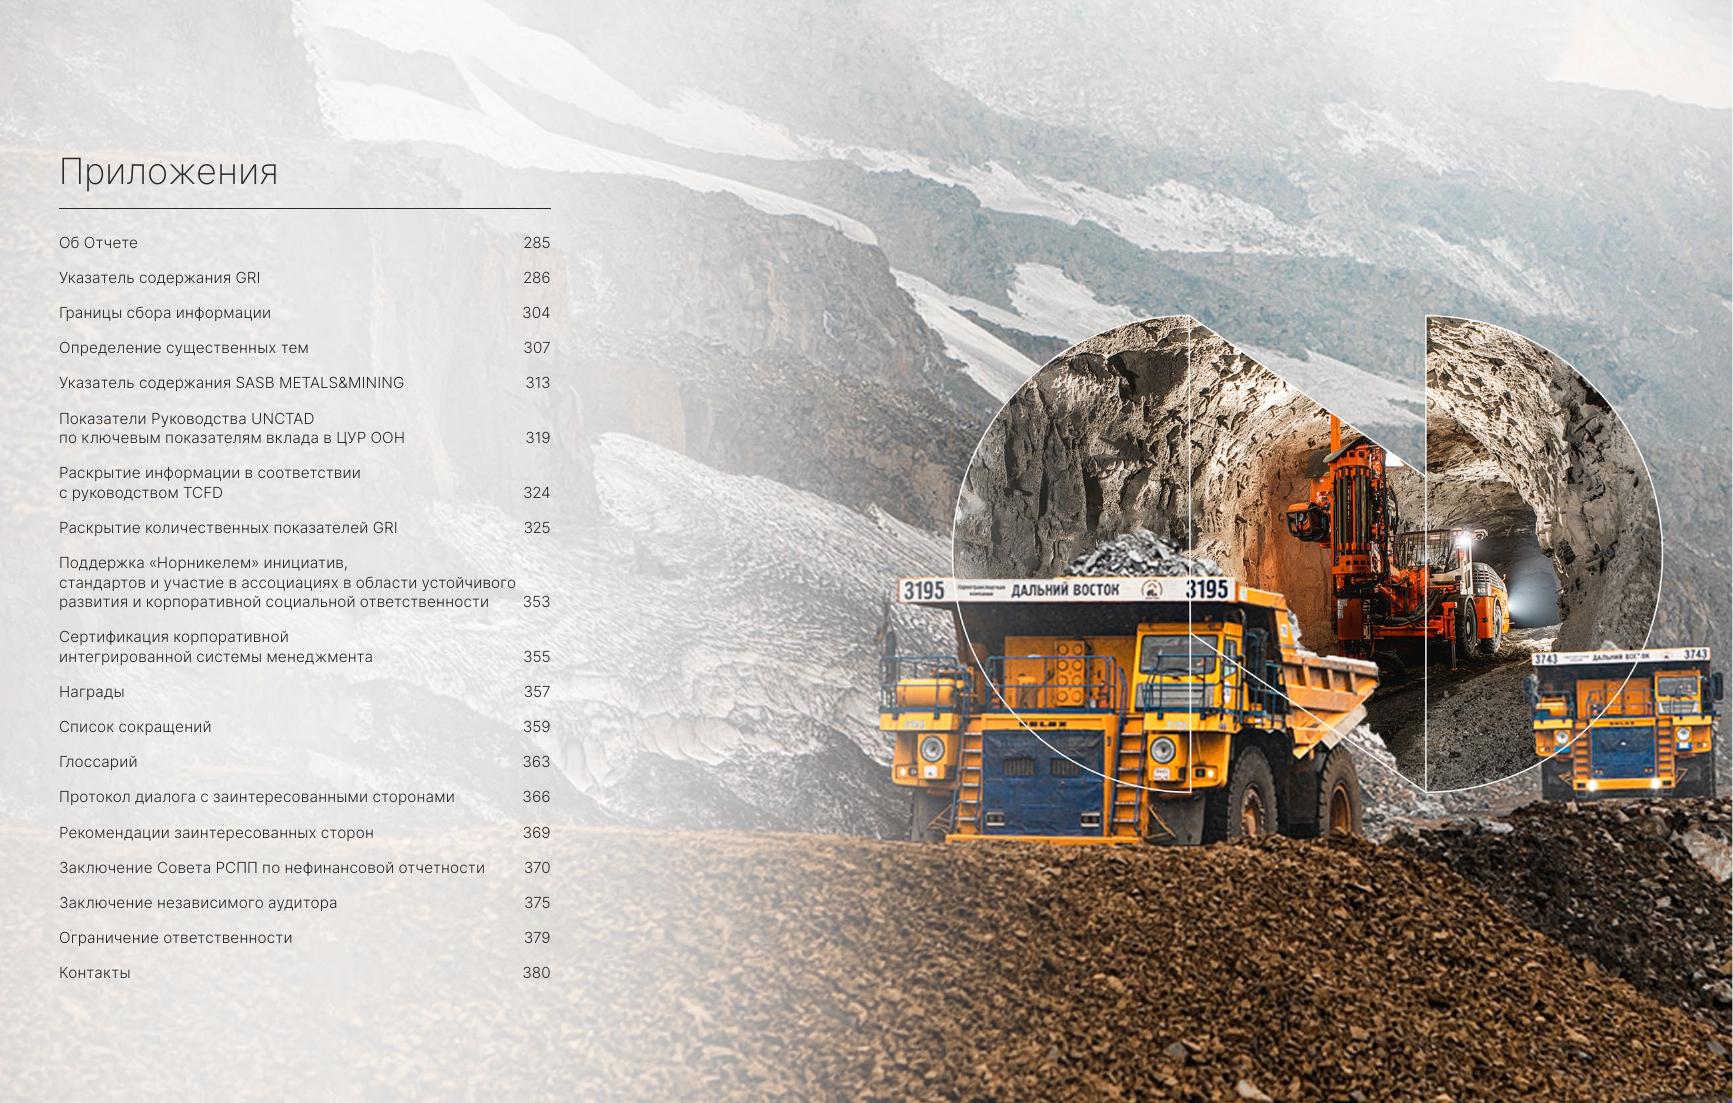 Приложения
Об Отчете 285
Указатель содержания GRI 286
Границы сбора информации 304
Определение существенных тем 307
Указатель содержания SASB METALS&MINING 313
Показатели Руководства UNCTAD
по ключевым показателям вклада в ЦУР ООН 319
Раскрытие информации в соответствии
с руководством TCFD 324
Раскрытие количественных показателей GRI 325
Поддержка «Норникелем» инициатив,
стандартов и участие в ассоциациях в области устойчивого
развития и корпоративной социальной ответственности 353
Сертификация корпоративной
интегрированной системы менеджмента 355
Награды 357
Список сокращений 359
Глоссарий 363
Протокол диалога с заинтересованными сторонами 366
Рекомендации заинтересованных сторон 369
Заключение Совета РСПП по нефинансовой отчетности 370
Заключение независимого аудитора 375
Ограничение ответственности 379
Контакты 380
3195 ДАЛЬНИЙ ВОСТОК 3195
BELAZ
3743 ДАЛЬНИЙ ВОСТОК 3743
BELAZ